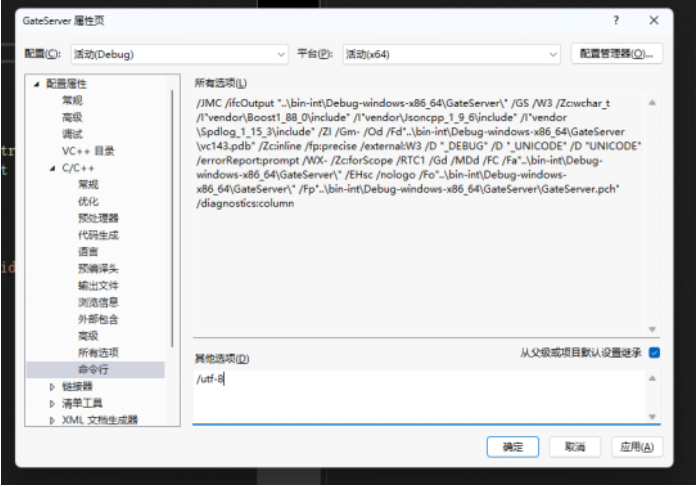 GateServer 属性页
? ×
配置(C): 活动(Debug) 平台(P): 活动(x64) 配置管理器(O)...
配置属性
常规
高级
调试
VC++ 目录
C/C++
常规
优化
预处理器
代码生成
语言
预编译头
输出文件
浏览信息
外部包含
高级
所有选项
命令行
链接器
清单工具
XML 文档生成器
所有选项(L)
/JMC /ifcOutput "..\bin-int\Debug-windows-x86_64\GateServer\" /GS /W3 /Zc:wchar_t
/I"vendor\Boost1_88_0\include" /I"vendor\Jsoncpp_1_9_6\include" /I"vendor
\Spdlog_1_15_3\include" /ZI /Gm- /Od /Fd"..\bin-int\Debug-windows-x86_64\GateServer
\vc143.pdb" /Zc:inline /fp:precise /external:W3 /D "_DEBUG" /D "_UNICODE" /D "UNICODE"
/errorReport:prompt /WX- /Zc:forScope /RTC1 /Gd /MDd /FC /Fa"..\bin-int\Debug-
windows-x86_64\GateServer\" /EHsc /nologo /Fo"..\bin-int\Debug-windows-
x86_64\GateServer\" /Fp"..\bin-int\Debug-windows-x86_64\GateServer\GateServer.pch"
/diagnostics:column
其他选项(D)
从父级或项目默认设置继承
/utf-8
确定 取消 应用(A)
tr
t
id